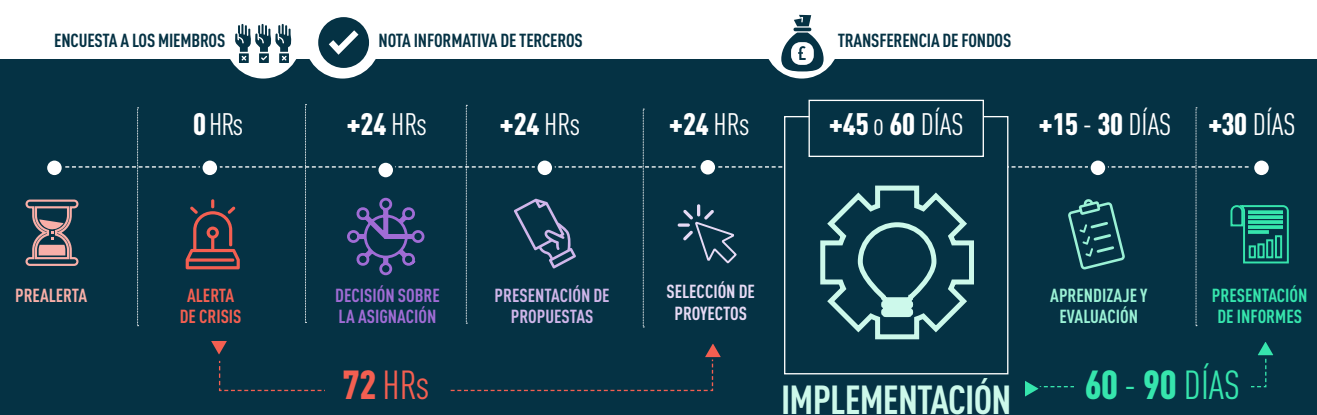 ENCUESTA A LOS MIEMBROS
NOTA INFORMATIVA DE TERCEROS
£
TRANSFERENCIA DE FONDOS
0 HRs
+24 HRs
+24 HRs
+24 HRs
+45 o 60 DÍAS
+15 - 30 DÍAS
+30 DÍAS
PREALERTA
ALERTA
DE CRISIS
DECISIÓN SOBRE
LA ASIGNACIÓN
PRESENTACIÓN DE
PROPUESTAS
SELECCIÓN DE
PROYECTOS
APRENDIZAJE Y
EVALUACIÓN
PRESENTACIÓN
DE INFORMES
72 HRs
IMPLEMENTACIÓN
60 - 90 DÍAS